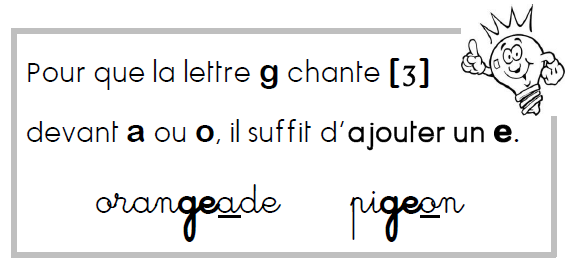 Pour que la lettre g chante [ʒ]
devant a ou o, il suffit d'ajouter un e.
orangeade pigeon